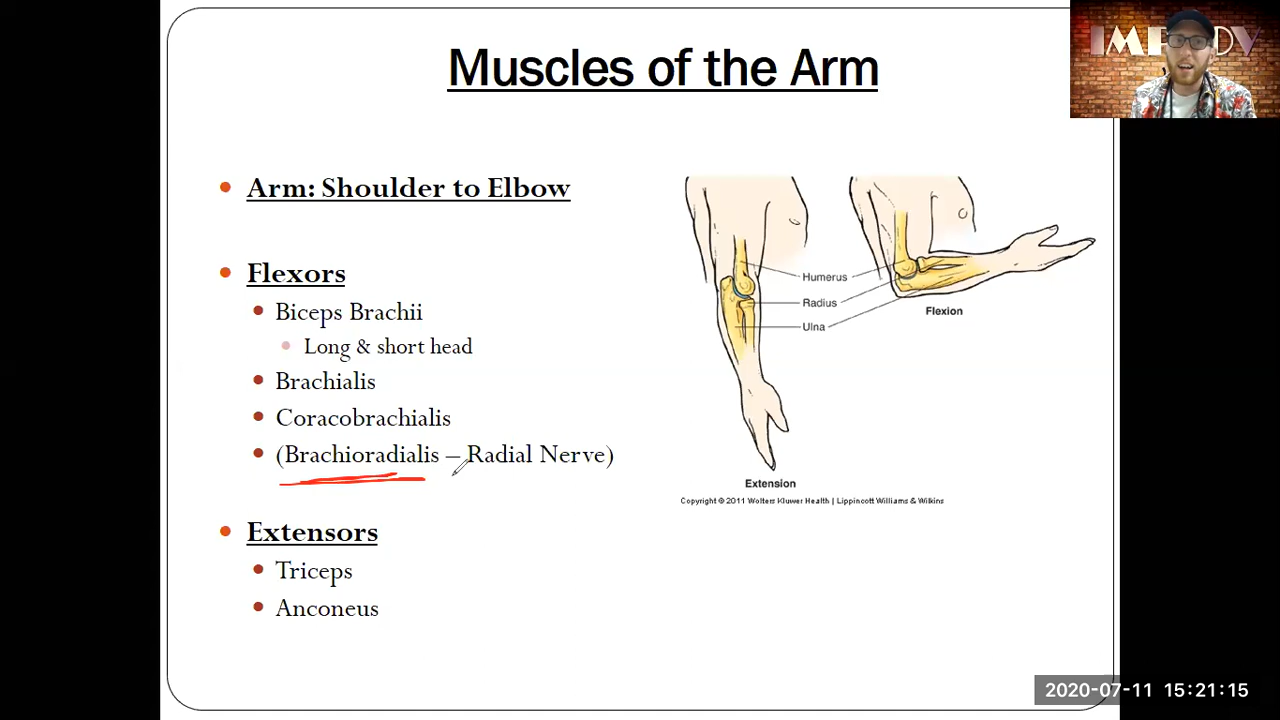 Muscles of the Arm
Arm: Shoulder to Elbow
Flexors
Biceps Brachii
Long & short head
Brachialis
Coracobrachialis
(Brachioradialis – Radial Nerve)
Extensors
Triceps
Anconeus
Humerus
Radius
Ulna
Flexion
Extension
Copyright © 2011 Wolters Kluwer Health | Lippincott Williams & Wilkins
2020-07-11 15:21:15